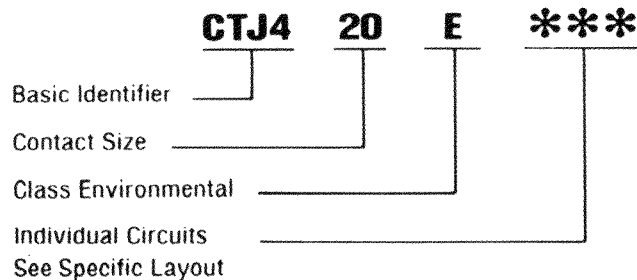 CTJ4 20 E ***
Basic Identifier
Contact Size
Class Environmental
Individual Circuits
See Specific Layout